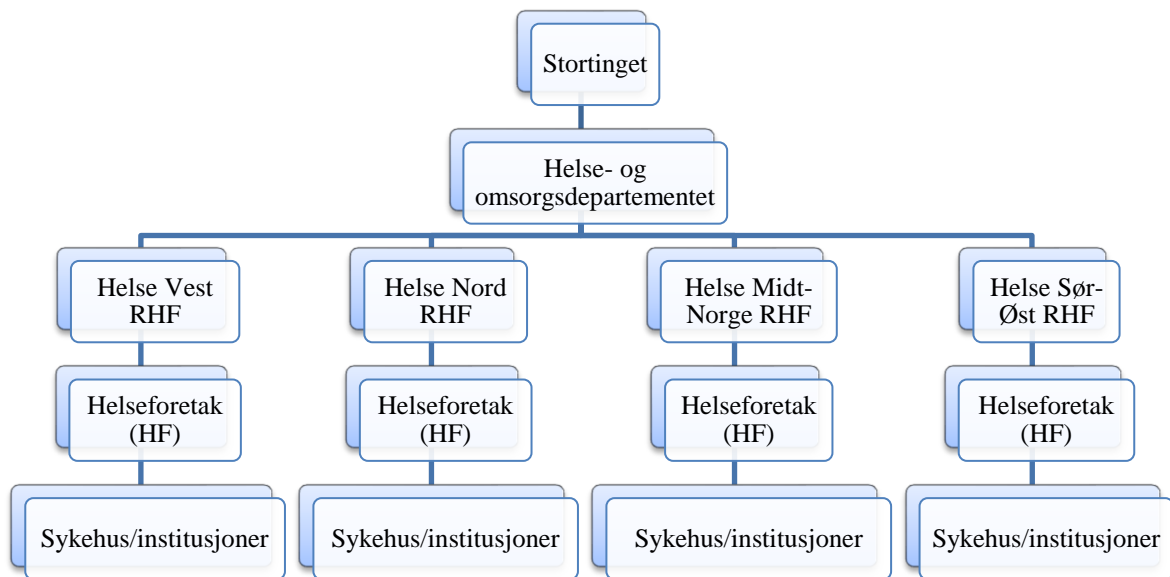 Stortinget
Helse- og
omsorgsdepartementet
Helse Vest
RHF
Helse Nord
RHF
Helse Midt-
Norge RHF
Helse Sør-
Øst RHF
Helseforetak
(HF)
Helseforetak
(HF)
Helseforetak
(HF)
Helseforetak
(HF)
Sykehus/institusjoner
Sykehus/institusjoner
Sykehus/institusjoner
Sykehus/institusjoner